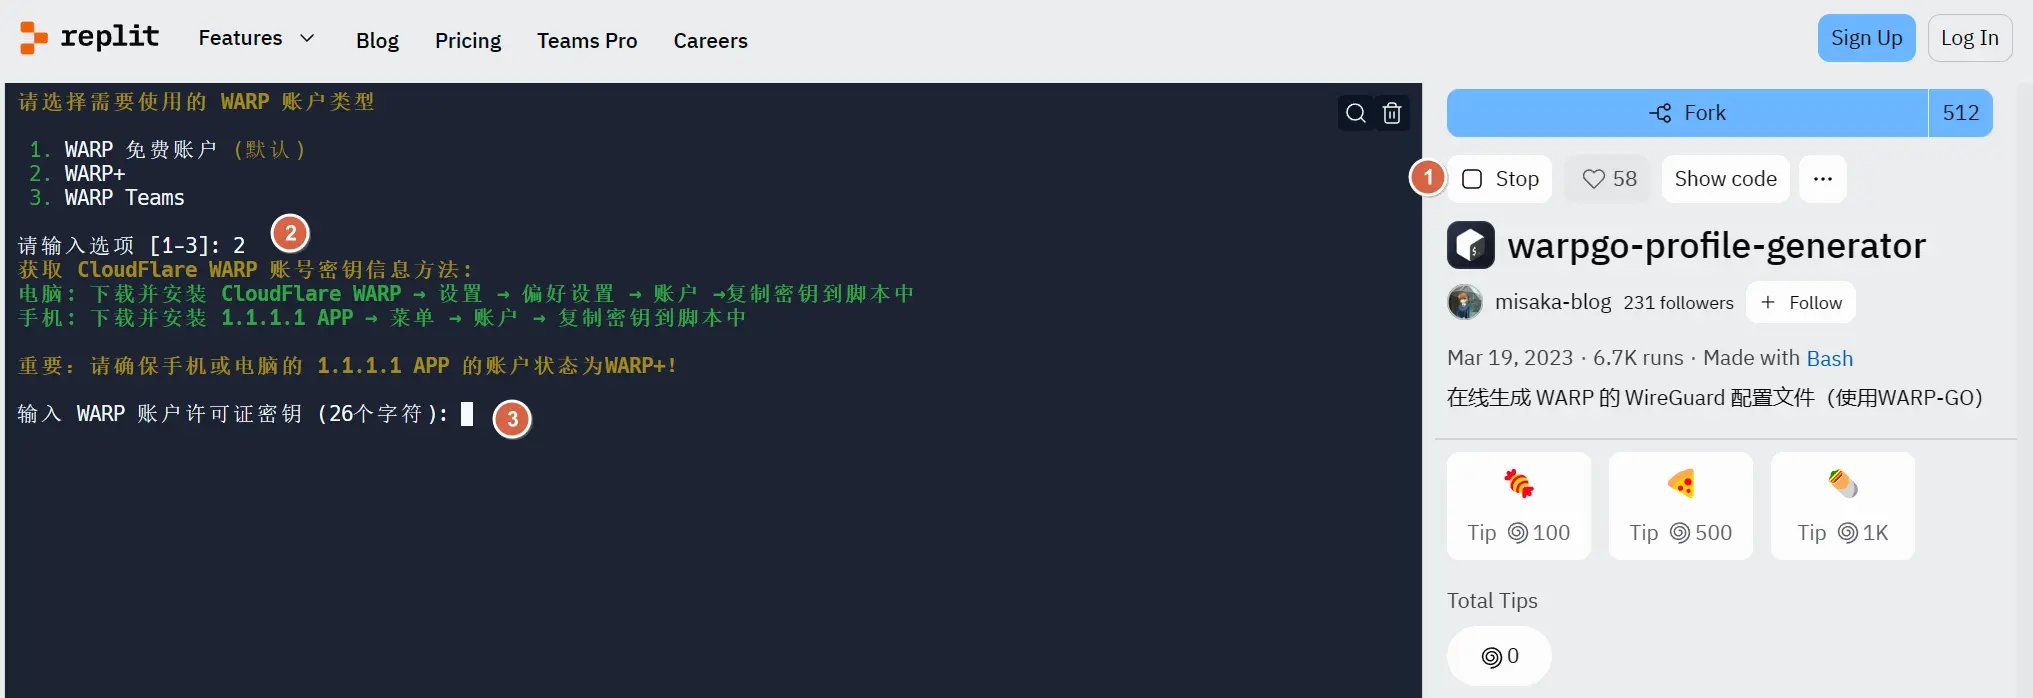 replit Features Blog Pricing Teams Pro Careers Sign Up Log In
请选择需要使用的 WARP 账户类型
1. WARP 免费账户 (默认)
2. WARP+
3. WARP Teams
请输入选项 [1-3]: 2
2
获取 CloudFlare WARP 账号密钥信息方法:
电脑: 下载并安装 CloudFlare WARP → 设置 → 偏好设置 → 账户 →复制密钥到脚本中
手机: 下载并安装 1.1.1.1 APP → 菜单 → 账户 → 复制密钥到脚本中
重要: 请确保手机或电脑的 1.1.1.1 APP 的账户状态为WARP+!
输入 WARP 账户许可证密钥 (26个字符):
3
Fork 512
1
Stop 58 Show code ...
warpgo-profile-generator
misaka-blog 231 followers + Follow
Mar 19, 2023 · 6.7K runs · Made with Bash
在线生成 WARP 的 WireGuard 配置文件（使用WARP-GO）
Tip 100 Tip 500 Tip 1K
Total Tips
0